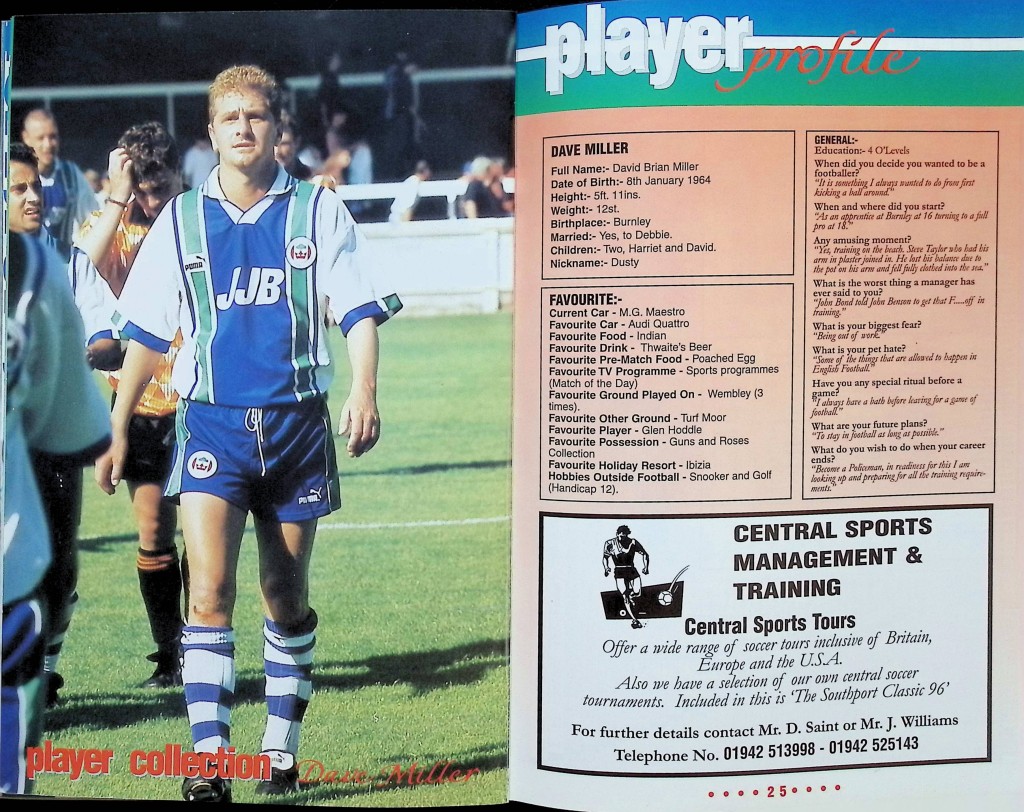 PUMA
JJB
PUMA
player collection Dave Miller
player profile
DAVE MILLER
Full Name:- David Brian Miller
Date of Birth:- 8th January 1964
Height:- 5ft. 11ins.
Weight:- 12st.
Birthplace:- Burnley
Married:- Yes, to Debbie.
Children:- Two, Harriet and David.
Nickname:- Dusty
FAVOURITE:-
Current Car - M.G. Maestro
Favourite Car - Audi Quattro
Favourite Food - Indian
Favourite Drink - Thwaite's Beer
Favourite Pre-Match Food - Poached Egg
Favourite TV Programme - Sports programmes
(Match of the Day)
Favourite Ground Played On - Wembley (3
times).
Favourite Other Ground - Turf Moor
Favourite Player - Glen Hoddle
Favourite Possession - Guns and Roses
Collection
Favourite Holiday Resort - Ibizia
Hobbies Outside Football - Snooker and Golf
(Handicap 12).
GENERAL:-
Education:- 4 O'Levels
When did you decide you wanted to be a
footballer?
"It is something I always wanted to do from first
kicking a ball around."
When and where did you start?
"As an apprentice at Burnley at 16 turning to a full
pro at 18."
Any amusing moment?
"Yes, training on the beach. Steve Taylor who had his
arm in plaster joined in. He lost his balance due to
the pot on his arm and fell fully clothed into the sea."
What is the worst thing a manager has
ever said to you?
"John Bond told John Benson to get that F.....off in
training."
What is your biggest fear?
"Being out of work."
What is your pet hate?
"Some of the things that are allowed to happen in
English Football."
Have you any special ritual before a
game?
"I always have a bath before leaving for a game of
football."
What are your future plans?
"To stay in football as long as possible."
What do you wish to do when your career
ends?
"Become a Policeman, in readiness for this I am
looking up and preparing for all the training require-
ments."
CENTRAL SPORTS
MANAGEMENT &
TRAINING
Central Sports Tours
Offer a wide range of soccer tours inclusive of Britain,
Europe and the U.S.A.
Also we have a selection of our own central soccer
tournaments. Included in this is 'The Southport Classic 96'
For further details contact Mr. D. Saint or Mr. J. Williams
Telephone No. 01942 513998 - 01942 525143
25